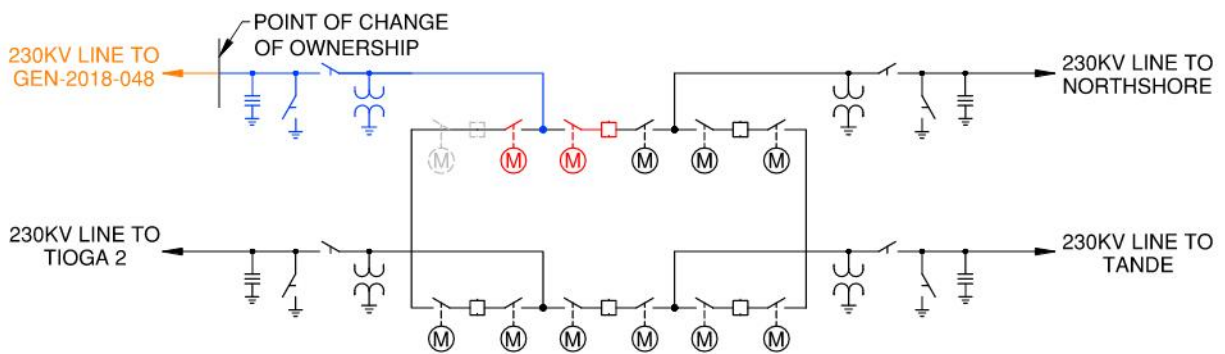 POINT OF CHANGE
OF OWNERSHIP
230KV LINE TO
GEN-2018-048
230KV LINE TO
NORTHSHORE
M M M M M M
230KV LINE TO
TIOGA 2
230KV LINE TO
TANDE
M M M M M M